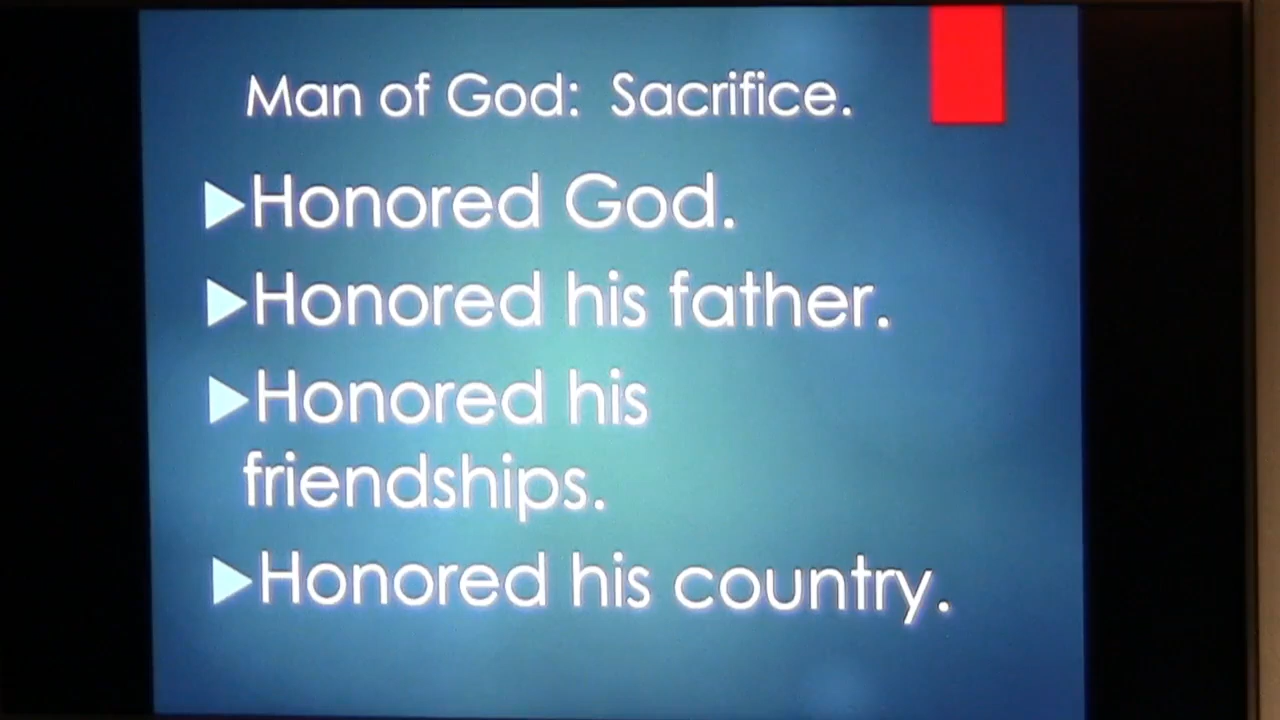 Man of God:  Sacrifice.
Honored God.
Honored his father.
Honored his
friendships.
Honored his country.